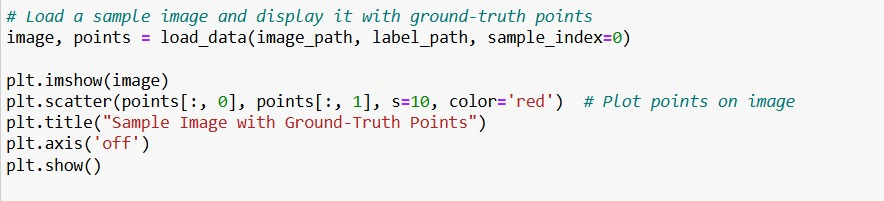 # Load a sample image and display it with ground-truth points
image, points = load_data(image_path, label_path, sample_index=0)
plt.imshow(image)
plt.scatter(points[:, 0], points[:, 1], s=10, color='red')  # Plot points on image
plt.title("Sample Image with Ground-Truth Points")
plt.axis('off')
plt.show()